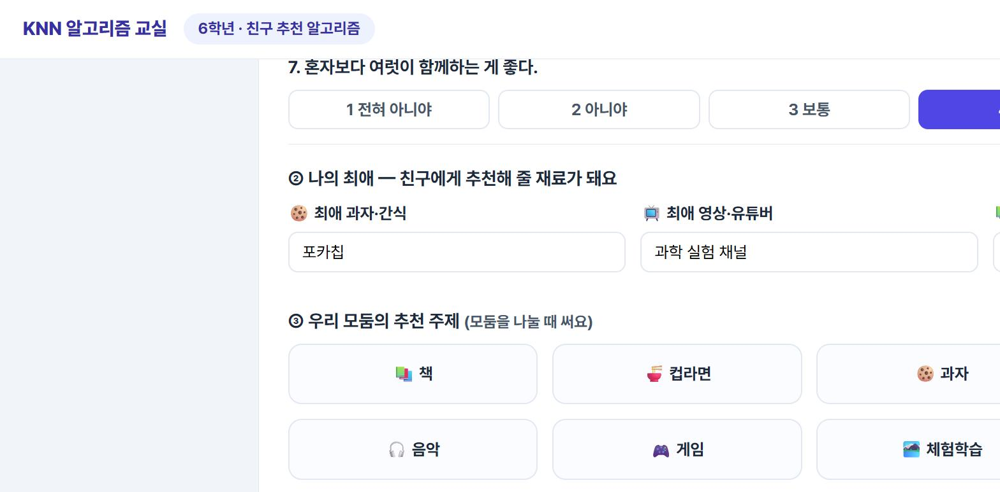 KNN 알고리즘 교실
6학년 · 친구 추천 알고리즘
7. 혼자보다 여럿이 함께하는 게 좋다.
1 전혀 아니야
2 아니야
3 보통
② 나의 최애 — 친구에게 추천해 줄 재료가 돼요
최애 과자·간식
최애 영상·유튜버
포카칩
과학 실험 채널
③ 우리 모둠의 추천 주제 (모둠을 나눌 때 써요)
책
컵라면
과자
음악
게임
체험학습